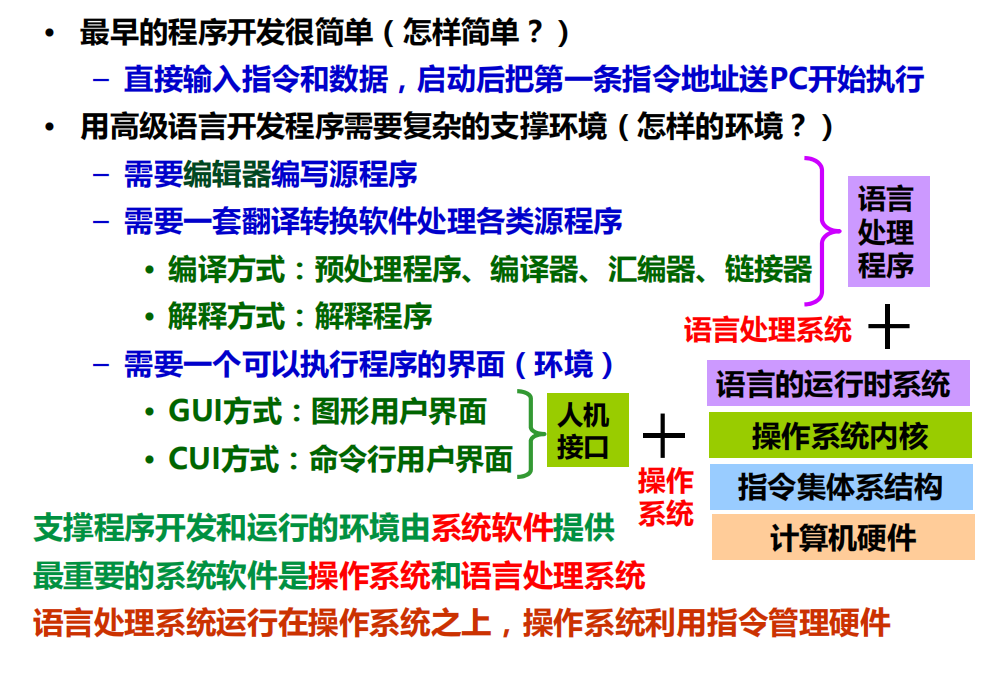 • 最早的程序开发很简单（怎样简单？）
– 直接输入指令和数据，启动后把第一条指令地址送PC开始执行
• 用高级语言开发程序需要复杂的支撑环境（怎样的环境？）
– 需要编辑器编写源程序
– 需要一套翻译转换软件处理各类源程序
• 编译方式：预处理程序、编译器、汇编器、链接器
• 解释方式：解释程序
语言
处理
程序
语言处理系统 +
– 需要一个可以执行程序的界面（环境）
• GUI方式：图形用户界面
• CUI方式：命令行用户界面
人机
接口
+
操作
系统
语言的运行时系统
操作系统内核
指令集体系结构
计算机硬件
支撑程序开发和运行的环境由系统软件提供
最重要的系统软件是操作系统和语言处理系统
语言处理系统运行在操作系统之上，操作系统利用指令管理硬件